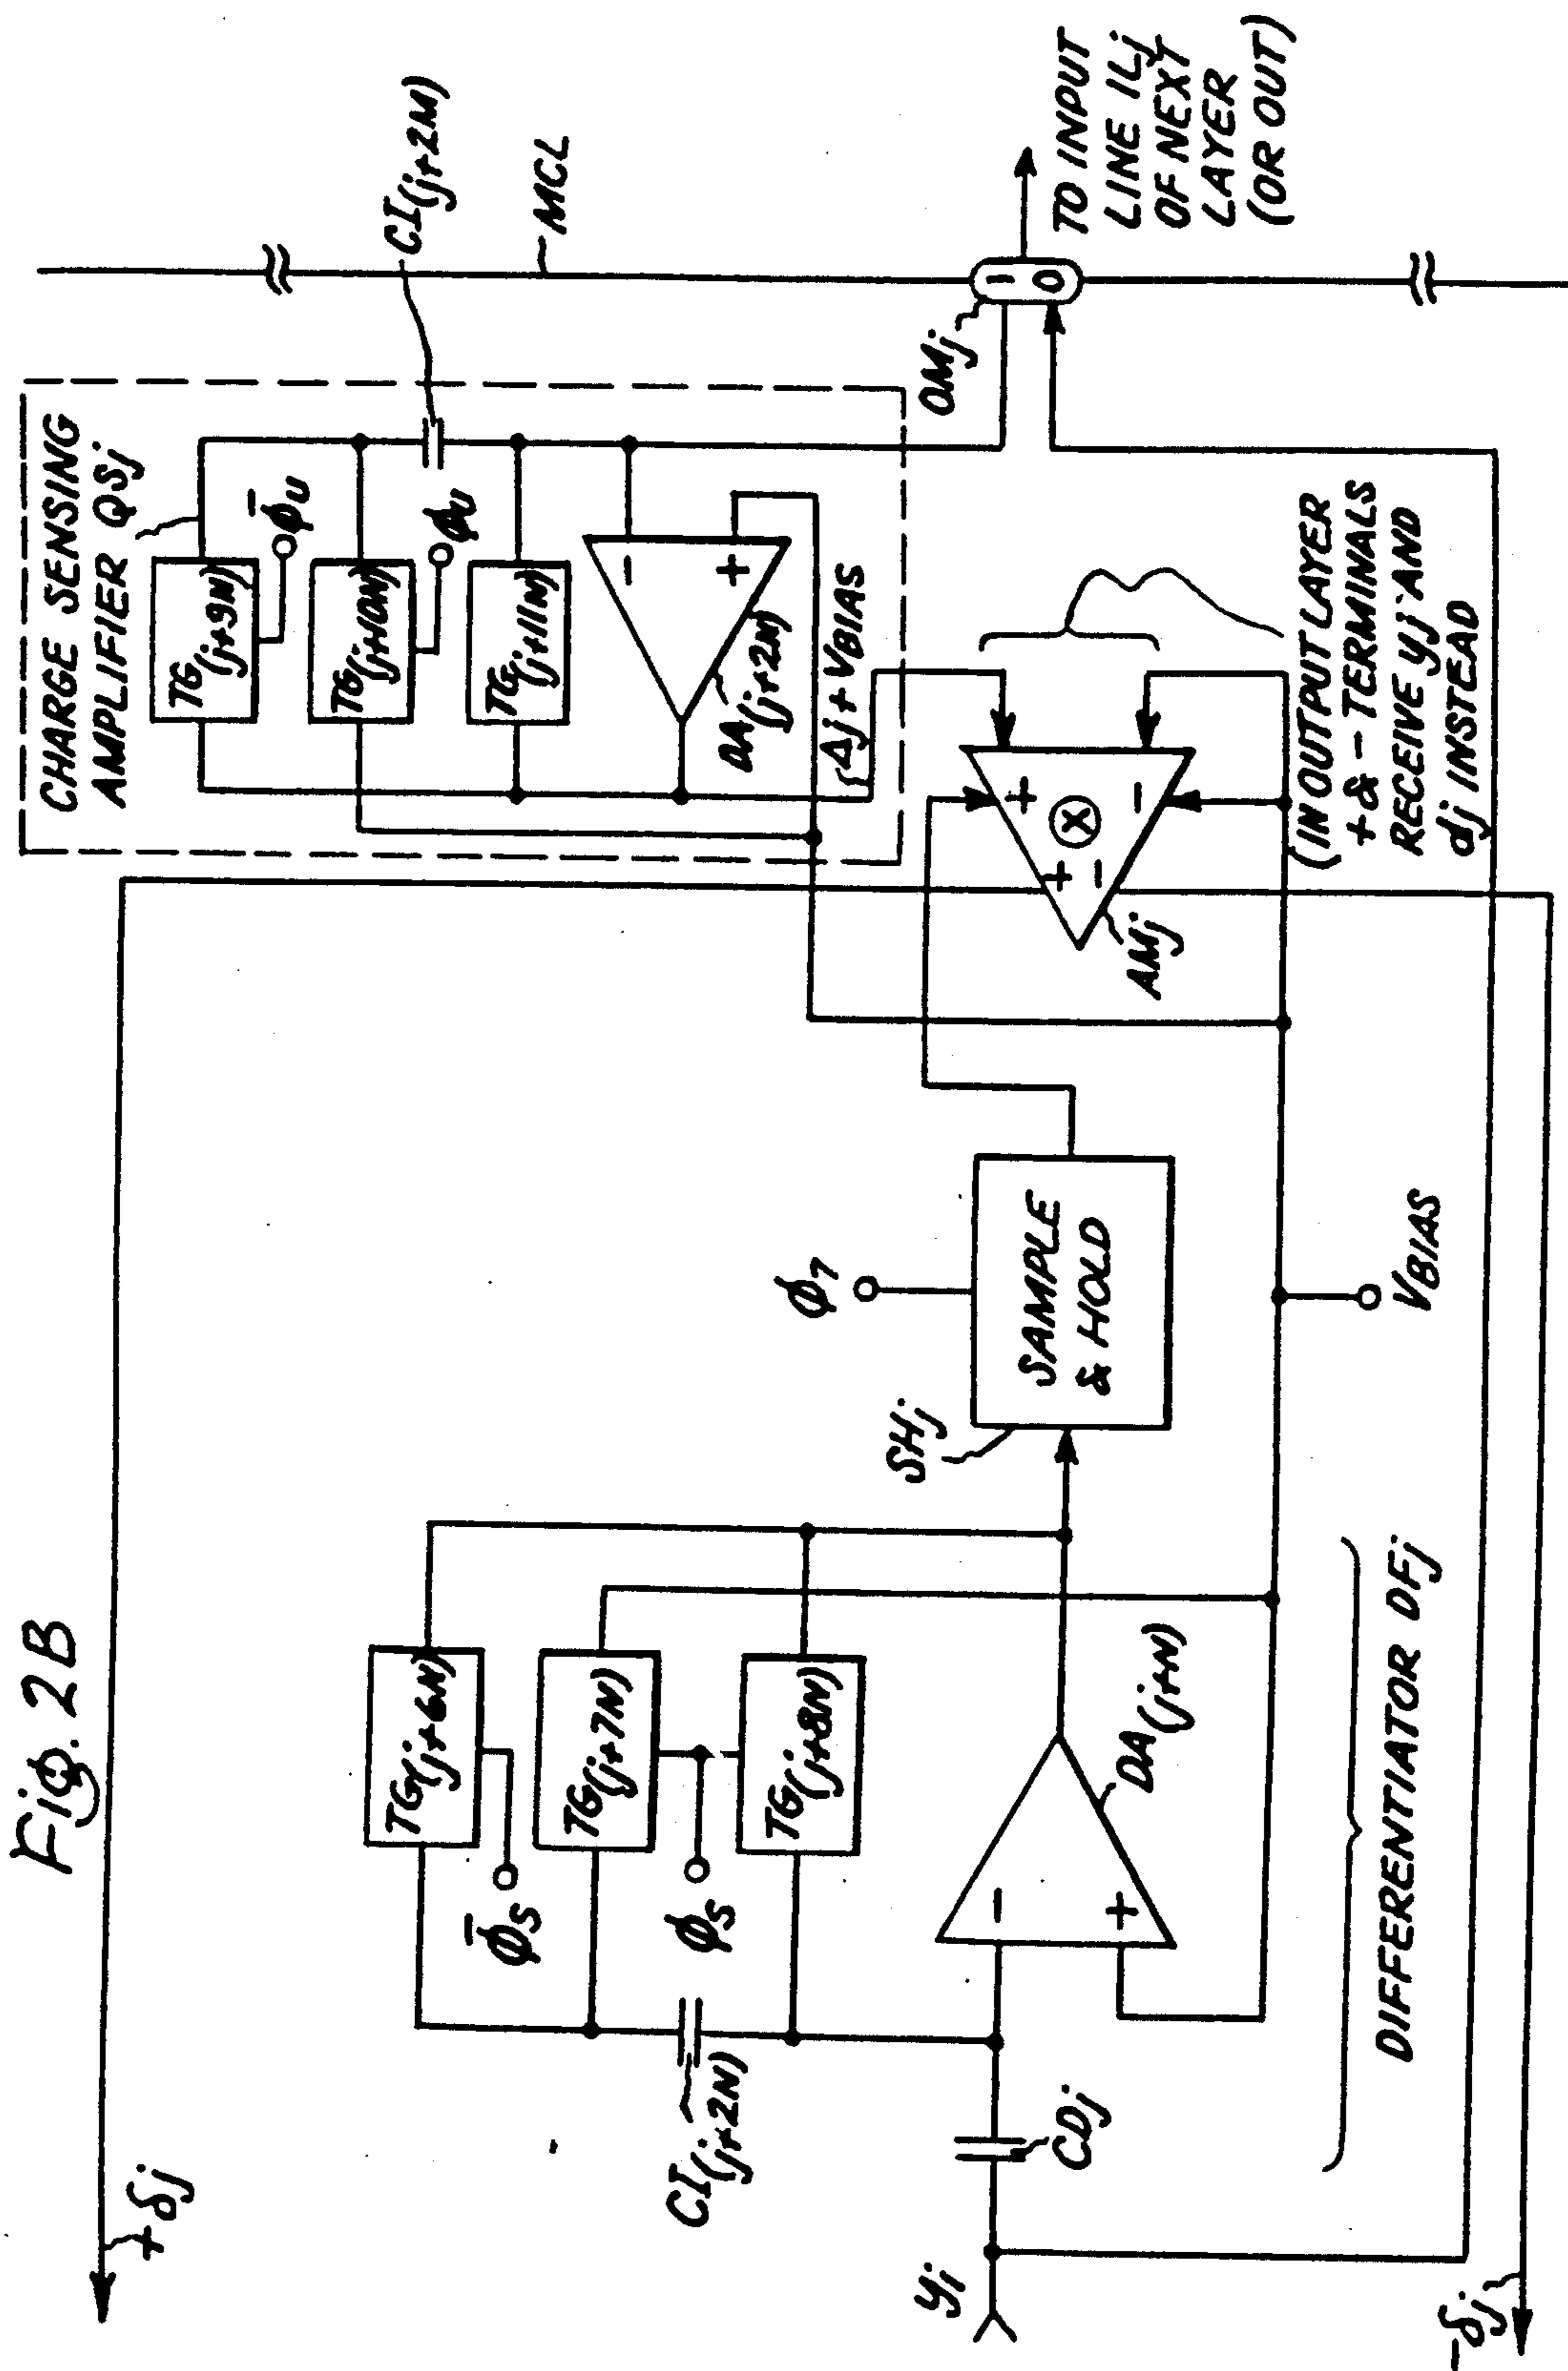 Fig. 2B
+δj
CHARGE SENSING
AMPLIFIER QSj
TG(j+9N)
φ̄U
TG(j+10N)
φU
TG(j+11N)
CI(j+2M)
MCL
DA(j+2M)
Δj+VBIAS
OMj
1
0
TO INPUT
LINE ILj
OF NEXT
LAYER
(OR OUT)
TG(j+6N)
φ̄S
TG(j+7N)
φS
TG(j+8N)
CI(j+2N)
φ7
SHj
SAMPLE
& HOLD
+
-
X
+
-
AMj
-
+
-
+
DA(j+N)
yj
CDj
VBIAS
(IN OUTPUT LAYER
+ & - TERMINALS
RECEIVE yj AND
dj INSTEAD
DIFFERENTIATOR DFj
-δj